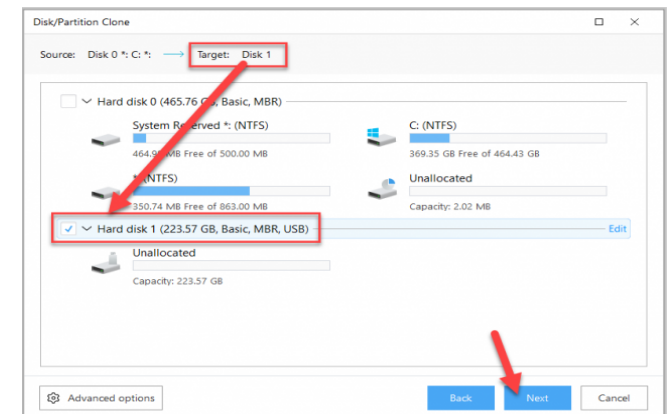 Disk/Partition Clone
Source: Disk 0 *: C: *: Target: Disk 1
Hard disk 0 (465.76 GB, Basic, MBR)
System Reserved *: (NTFS)
464.9 MB Free of 500.00 MB
C: (NTFS)
369.35 GB Free of 464.43 GB
*: (NTFS)
350.74 MB Free of 863.00 MB
Unallocated
Capacity: 2.02 MB
Hard disk 1 (223.57 GB, Basic, MBR, USB)
Edit
Unallocated
Capacity: 223.57 GB
Advanced options
Back
Next
Cancel